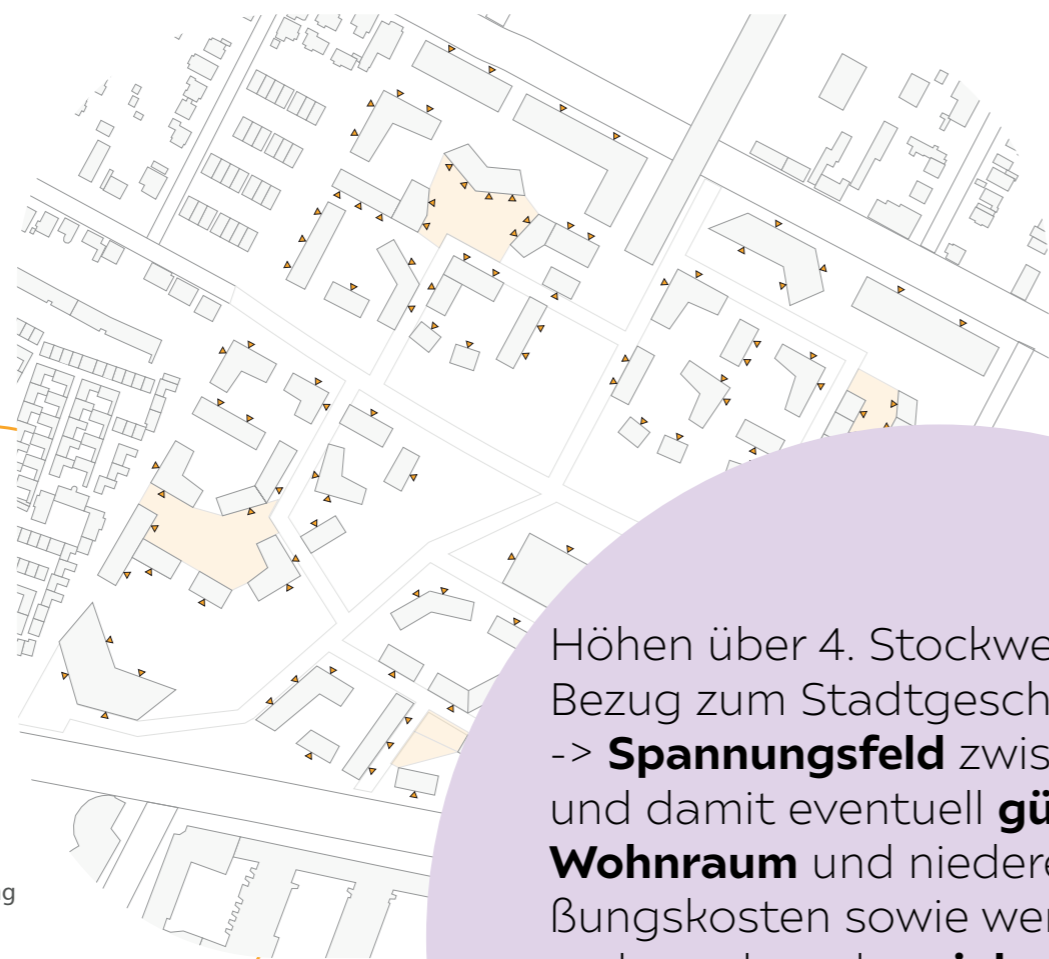 g
Höhen über 4. Stockwe
Bezug zum Stadtgesch
-> Spannungsfeld zwis
und damit eventuell gü
Wohnraum und niedere
ßungskosten sowie wer